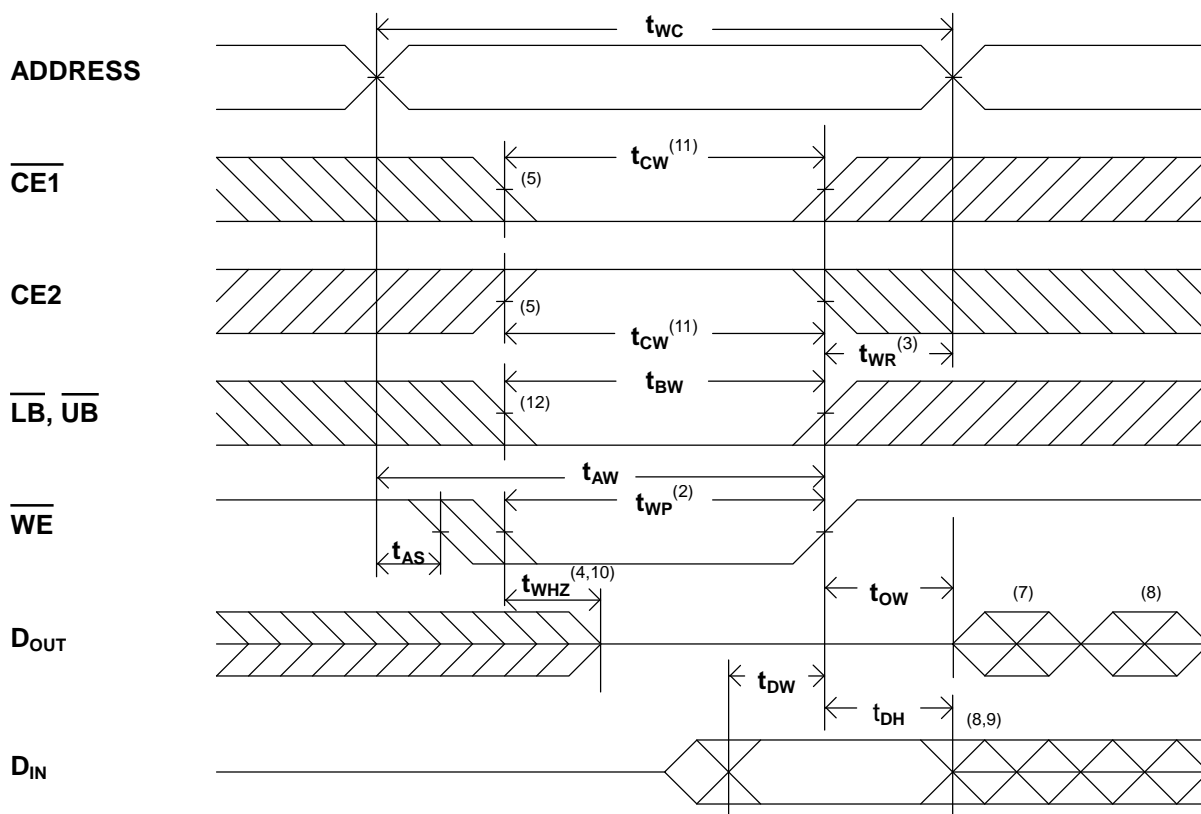 tWC
ADDRESS
CE1
tCW(11)
(5)
CE2
(5)
tCW(11)
tWR(3)
LB, UB
tBW
(12)
tAW
WE
tWP(2)
tAS
tWHZ(4,10)
tOW
DOUT
(7)
(8)
tDW
tDH
(8,9)
DIN